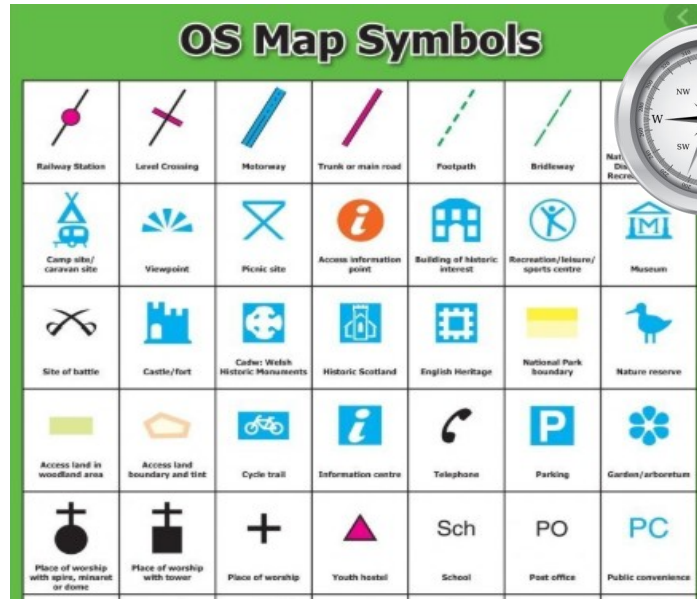 OS Map Symbols
NW
W
SW
Railway Station
Level Crossing
Motorway
Trunk or main road
Footpath
Bridleway
Camp site/
caravan site
Viewpoint
Picnic site
i
Access information
point
Building of historic
interest
Recreation/leisure/
sports centre
M
Museum
Site of battle
Castle/fort
Cadw: Welsh
Historic Monuments
Historic Scotland
English Heritage
National Park
boundary
Nature reserve
Access land in
woodland area
Access land
boundary and tint
Cycle trail
i
Information centre
Telephone
P
Parking
Garden/arboretum
Place of worship
with spire, minaret
or dome
Place of worship
with tower
Place of worship
Youth hostel
Sch
School
PO
Post office
PC
Public convenience